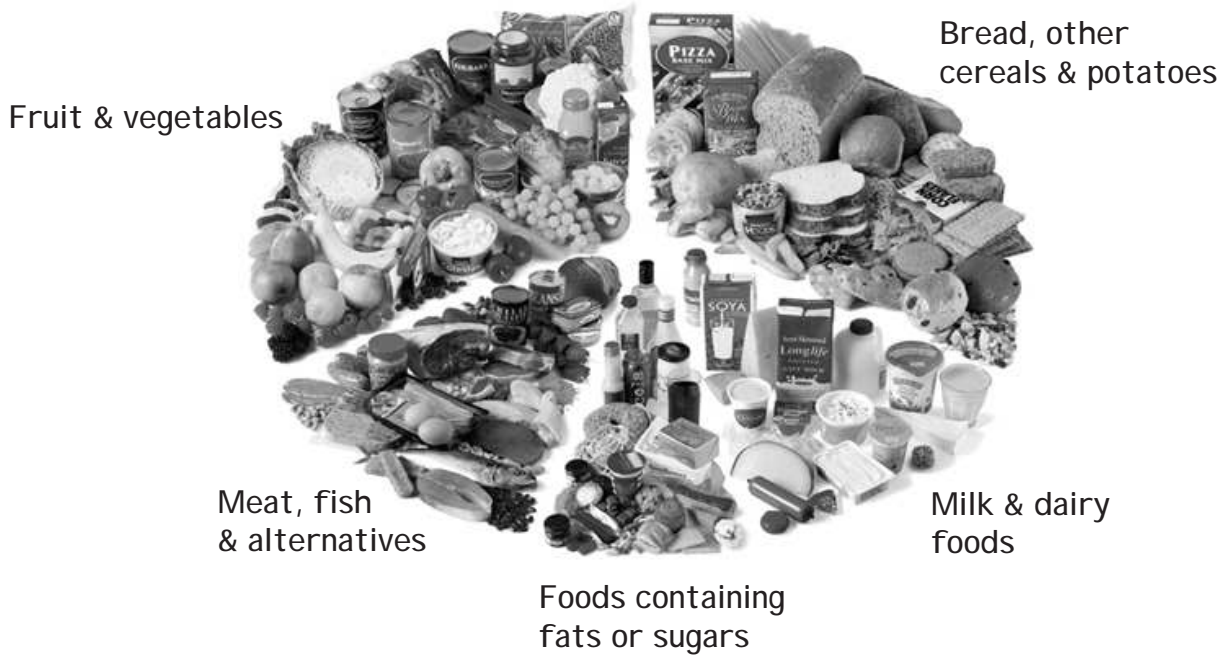 Bread, other
cereals & potatoes
Fruit & vegetables
PIZZA
BASE MIX
SOYA
Longlife
Meat, fish
& alternatives
Milk & dairy
foods
Foods containing
fats or sugars